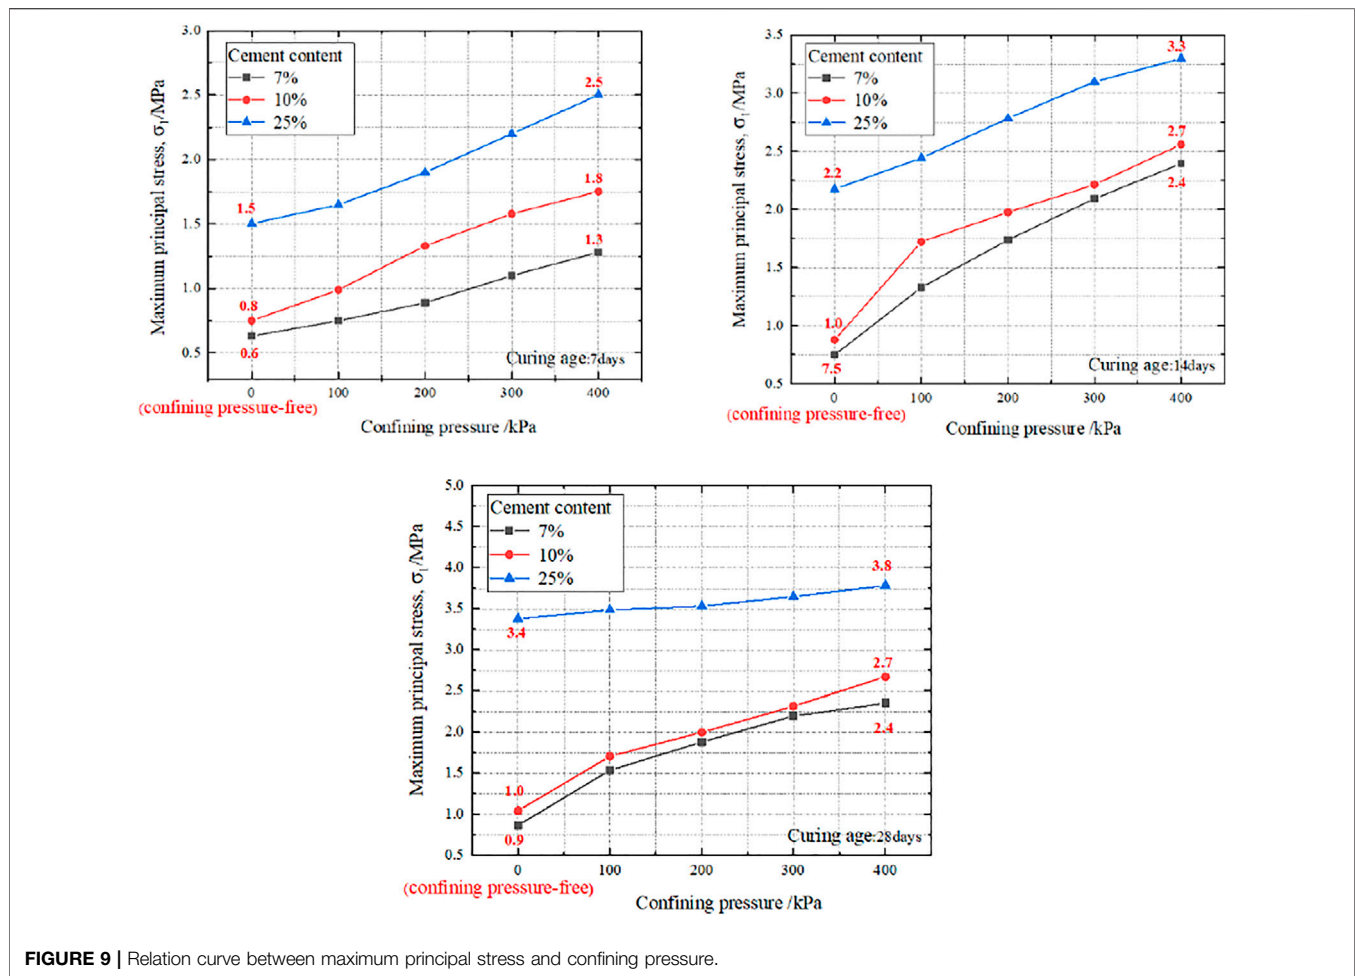 3.0
2.5
2.0
1.5
1.0
0.5
Maximum principal stress, σ1/MPa
Cement content
7%
10%
25%
2.5
1.8
1.5
1.3
0.8
0.6
Curing age:7days
0 100 200 300 400
(confining pressure-free)
Confining pressure /kPa
3.5
3.0
2.5
2.0
1.5
1.0
0.5
Maximum principal stress, σ1/MPa
Cement content
7%
10%
25%
3.3
2.7
2.2
2.4
1.0
7.5
Curing age:14days
0 100 200 300 400
(confining pressure-free)
Confining pressure /kPa
5.0
4.5
4.0
3.5
3.0
2.5
2.0
1.5
1.0
0.5
Maximum principal stress, σ1/MPa
Cement content
7%
10%
25%
3.8
3.4
2.7
2.4
1.0
0.9
Curing age:28days
0 100 200 300 400
(confining pressure-free)
Confining pressure /kPa
FIGURE 9 | Relation curve between maximum principal stress and confining pressure.